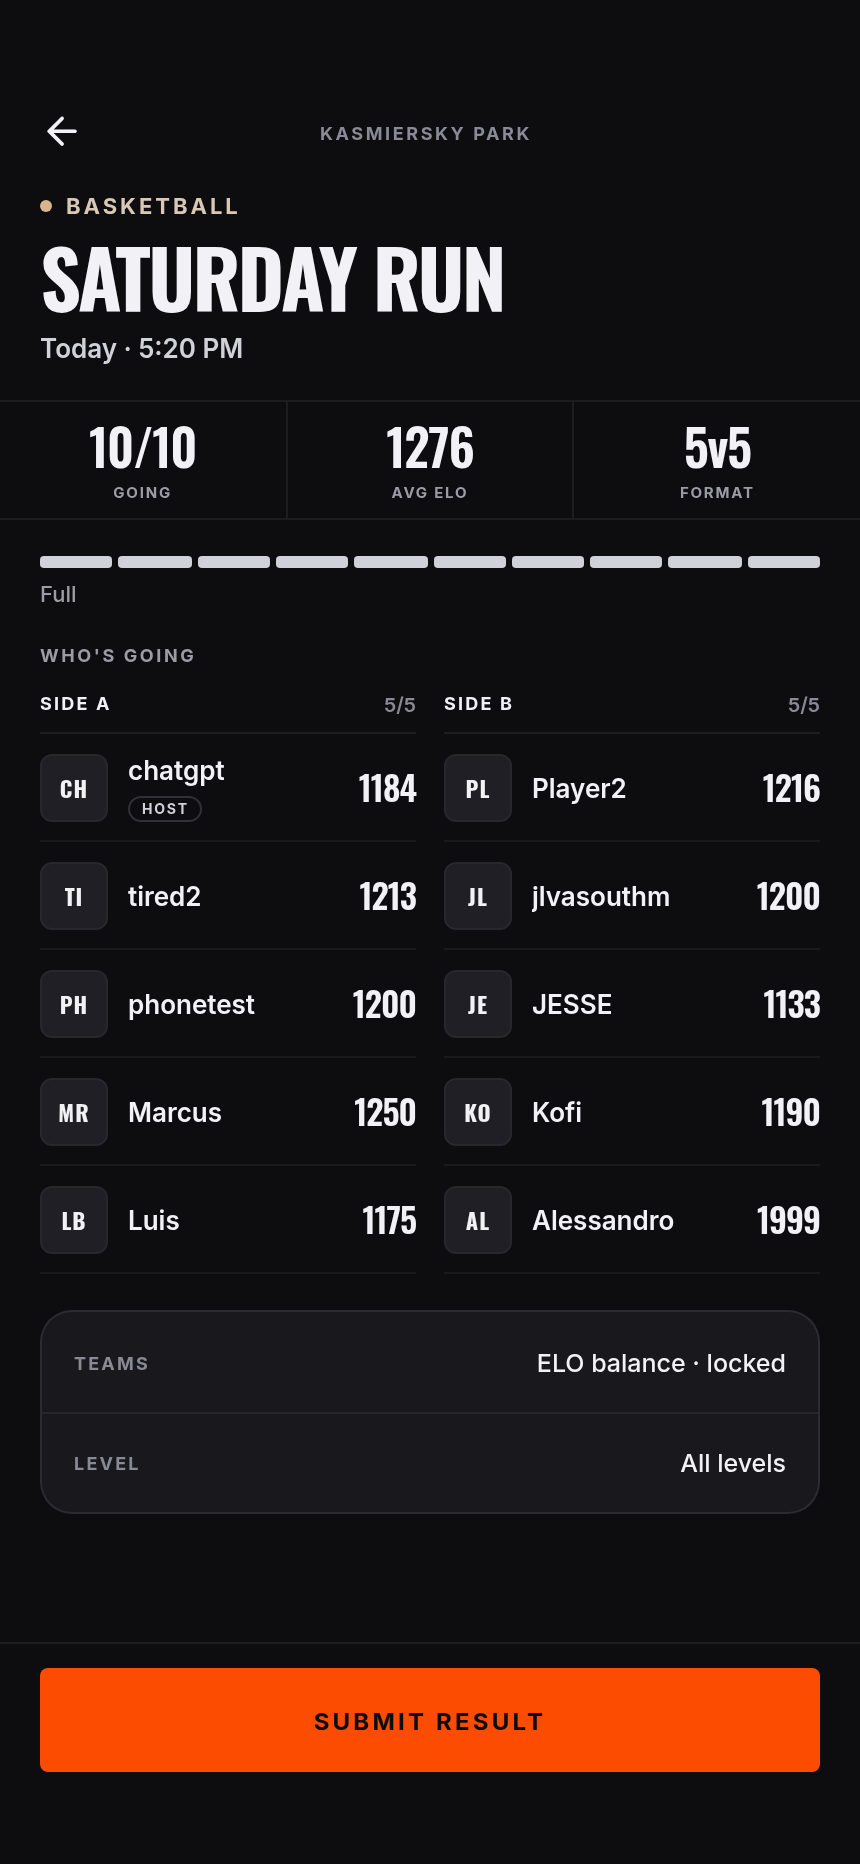 KASMIERSKY PARK
BASKETBALL
SATURDAY RUN
Today · 5:20 PM
10/10
GOING
1276
AVG ELO
5v5
FORMAT
Full
WHO'S GOING
SIDE A 5/5
CH chatgpt 1184
HOST
TI tired2 1213
PH phonetest 1200
MR Marcus 1250
LB Luis 1175
SIDE B 5/5
PL Player2 1216
JL jlvasouthm 1200
JE JESSE 1133
KO Kofi 1190
AL Alessandro 1999
TEAMS ELO balance · locked
LEVEL All levels
SUBMIT RESULT